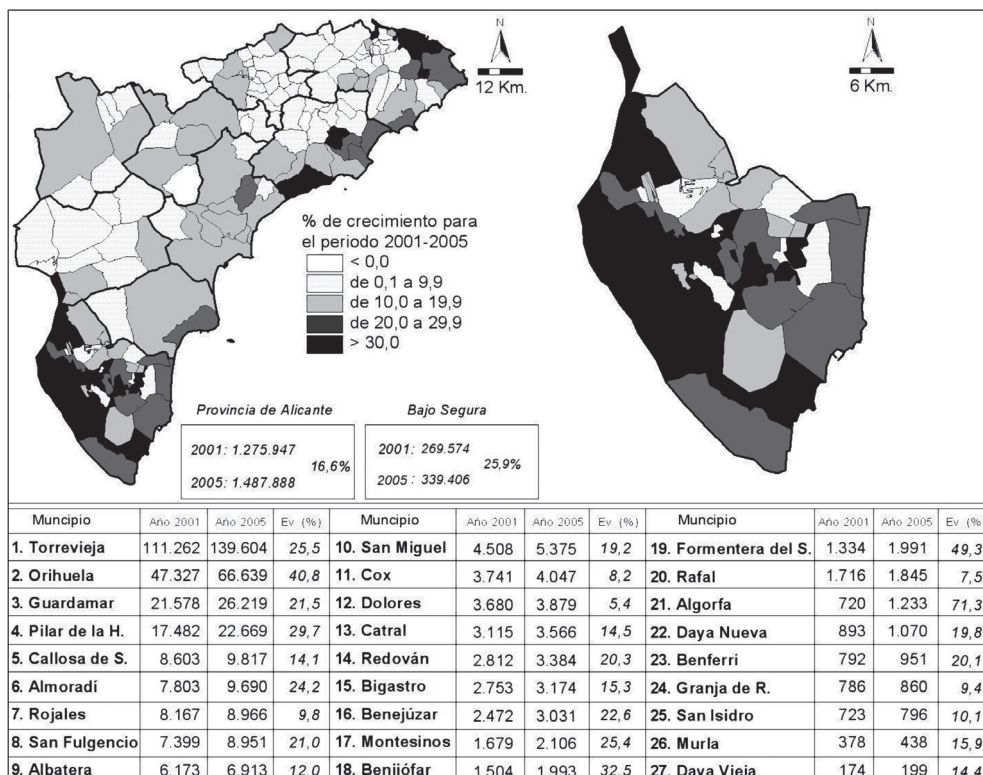 N
12 Km.
N
6 Km.
% de crecimiento para
el periodo 2001-2005
< 0,0
de 0,1 a 9,9
de 10,0 a 19,9
de 20,0 a 29,9
> 30,0
Provincia de Alicante
2001: 1.275.947
16,6%
2005: 1.487.888
Bajo Segura
2001: 269.574
25,9%
2005 : 339.406
Muncipio Año 2001 Año 2005 Ev. (%) Muncipio Año 2001 Año 2005 Ev. (%) Muncipio Año 2001 Año 2005 Ev. (%
1. Torrevieja 111.262 139.604 25,5 10. San Miguel 4.508 5.375 19,2 19. Formentera del S. 1.334 1.991 49,3
2. Orihuela 47.327 66.639 40,8 11. Cox 3.741 4.047 8,2 20. Rafal 1.716 1.845 7,5
3. Guardamar 21.578 26.219 21,5 12. Dolores 3.680 3.879 5,4 21. Algorfa 720 1.233 71,3
4. Pilar de la H. 17.482 22.669 29,7 13. Catral 3.115 3.566 14,5 22. Daya Nueva 893 1.070 19,8
5. Callosa de S. 8.603 9.817 14,1 14. Redován 2.812 3.384 20,3 23. Benferri 792 951 20,1
6. Almoradí 7.803 9.690 24,2 15. Bigastro 2.753 3.174 15,3 24. Granja de R. 786 860 9,4
7. Rojales 8.167 8.966 9,8 16. Benejúzar 2.472 3.031 22,6 25. San Isidro 723 796 10,1
8. San Fulgencio 7.399 8.951 21,0 17. Montesinos 1.679 2.106 25,4 26. Murla 378 438 15,9
9. Albatera 6.173 6.913 12,0 18. Benijófar 1.504 1.993 32,5 27. Daya Vieja 174 199 14,4